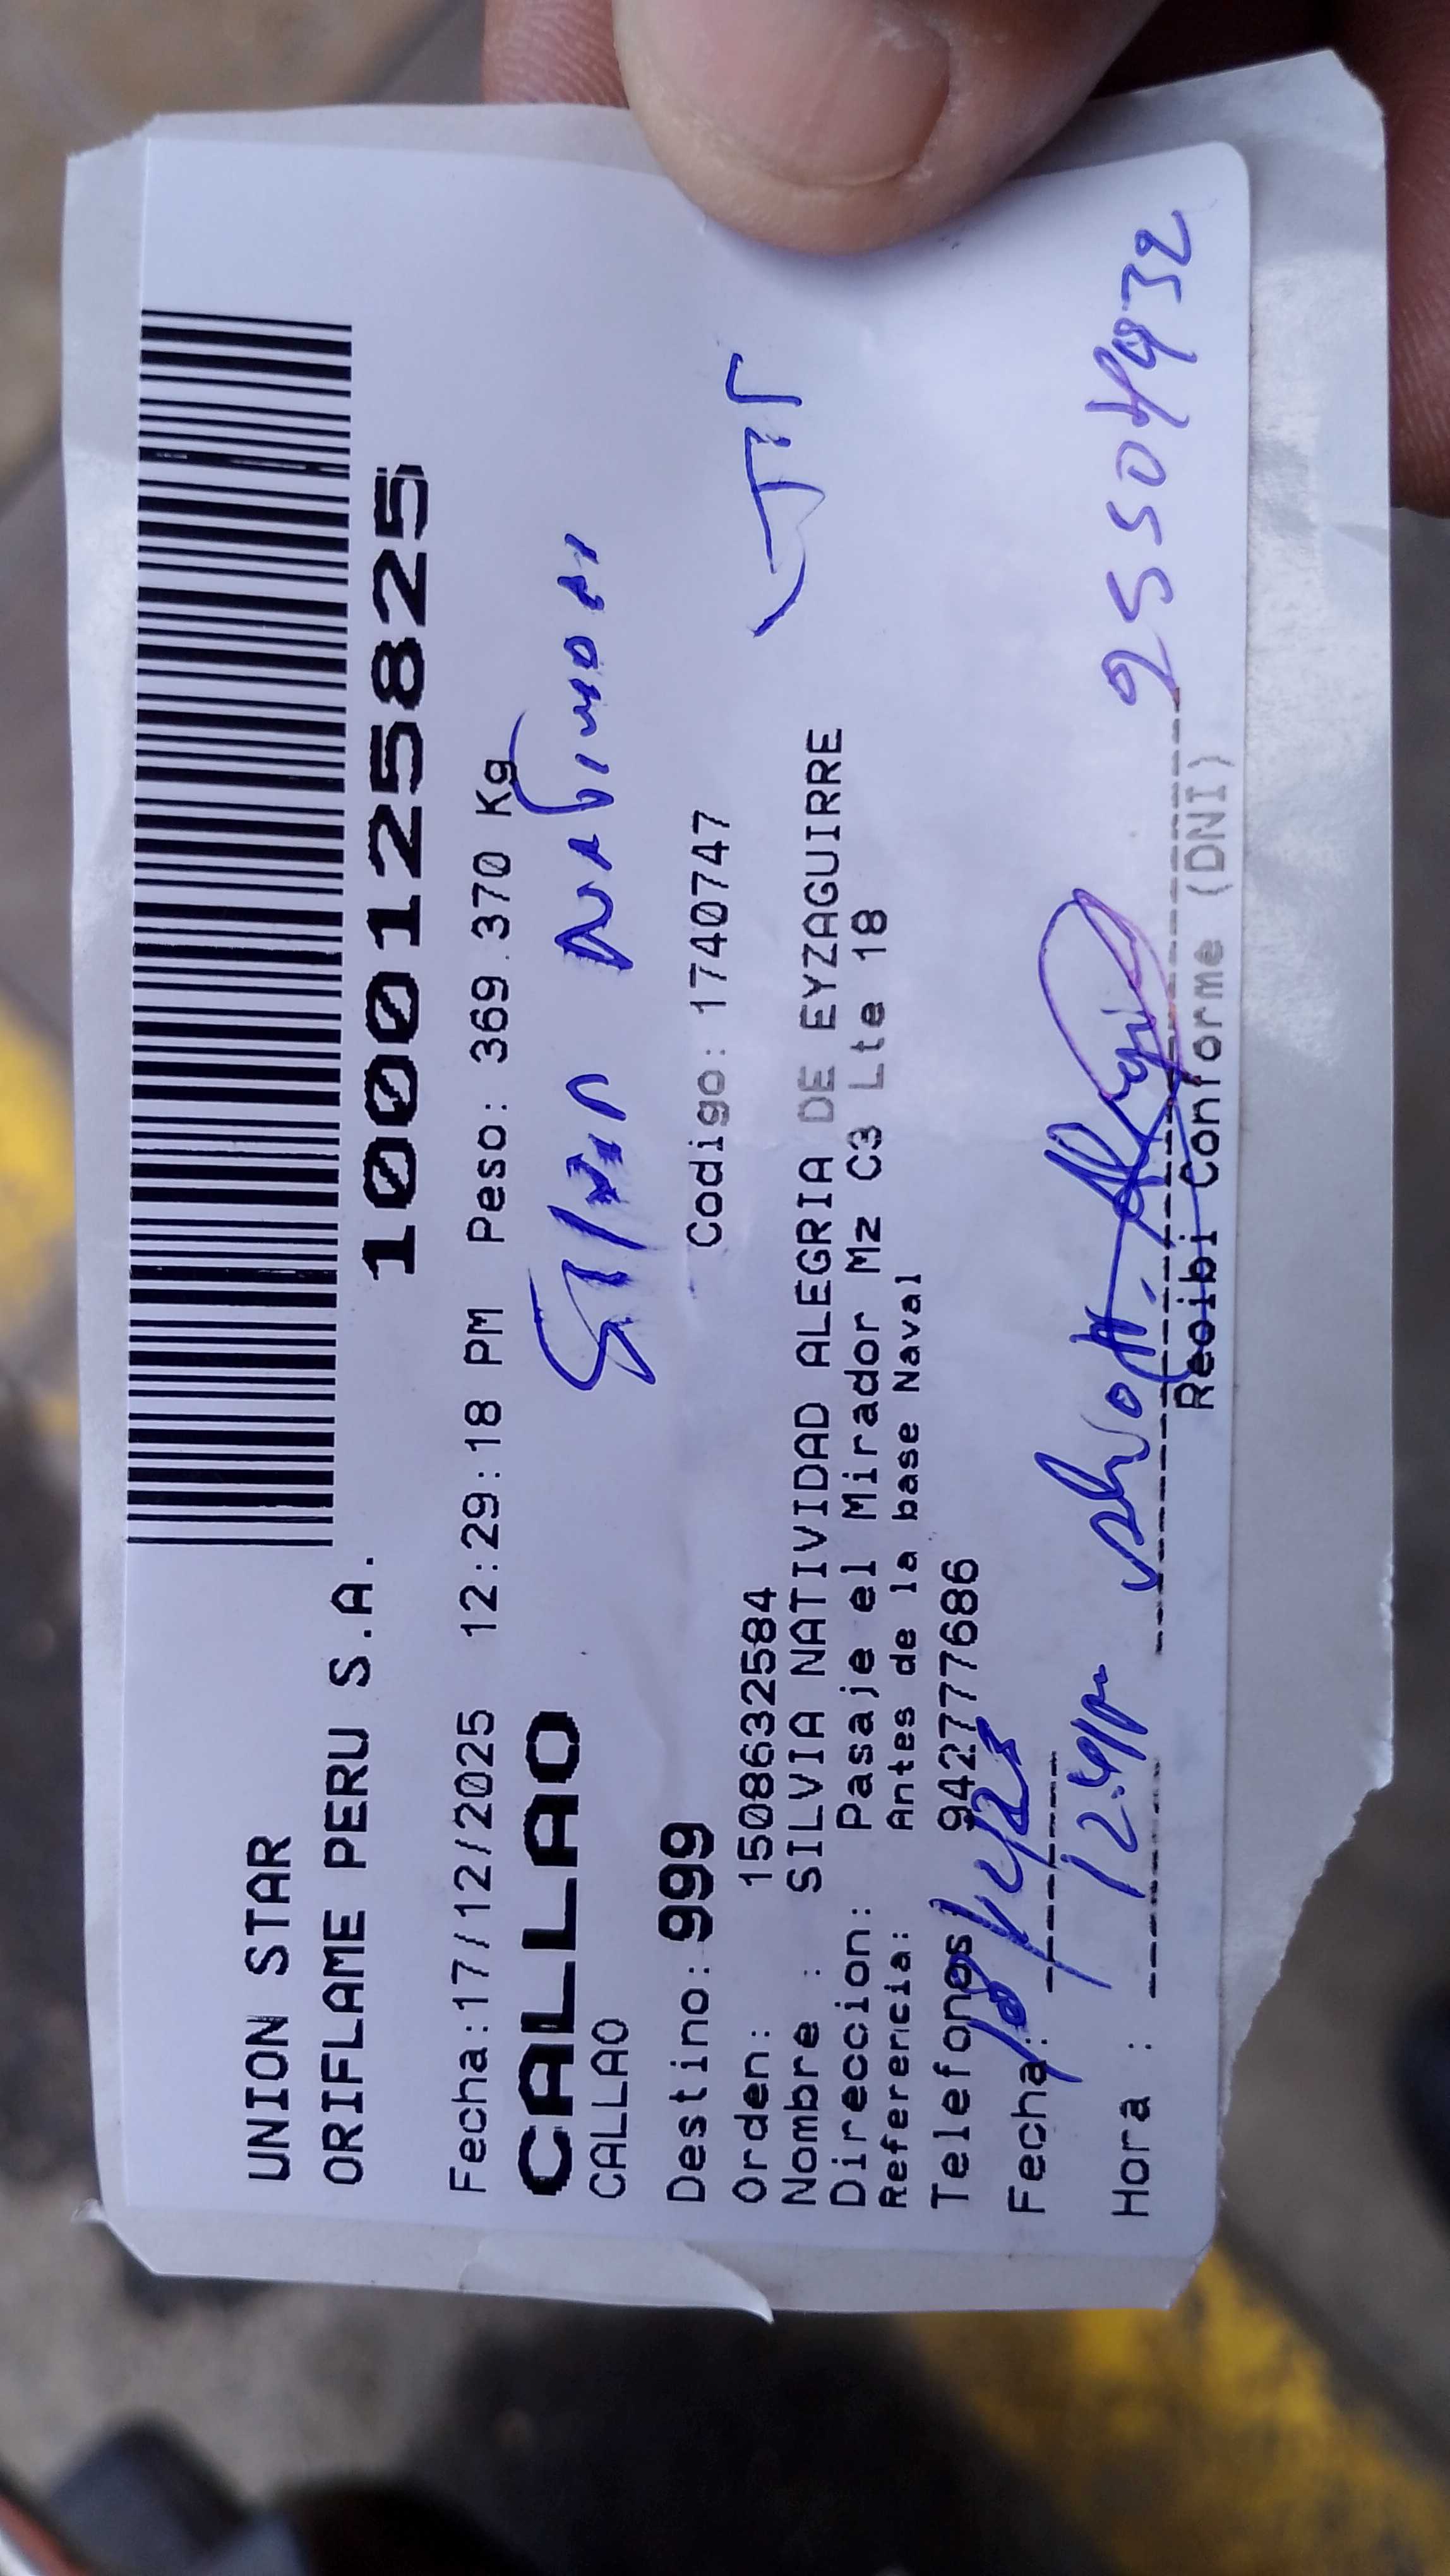 UNION STAR
ORIFLAME PERU S.A.
100125825
Fecha:17/12/2025 12:29:18 PM Peso: 369.370 Kg
CALLAO
CALLAO
Silvia
Destino: 999 Codigo: 1740747
Orden: 1508632584
Nombre : SILVIA NATIVIDAD ALEGRIA DE EYZAGUIRRE
Direccion: Pasaje el Mirador Mz C3 Lte 18
Referencia: Antes de la base Naval
Telefonos 942777686
Fecha:
Hora :
Recibi Conforme (DNI)